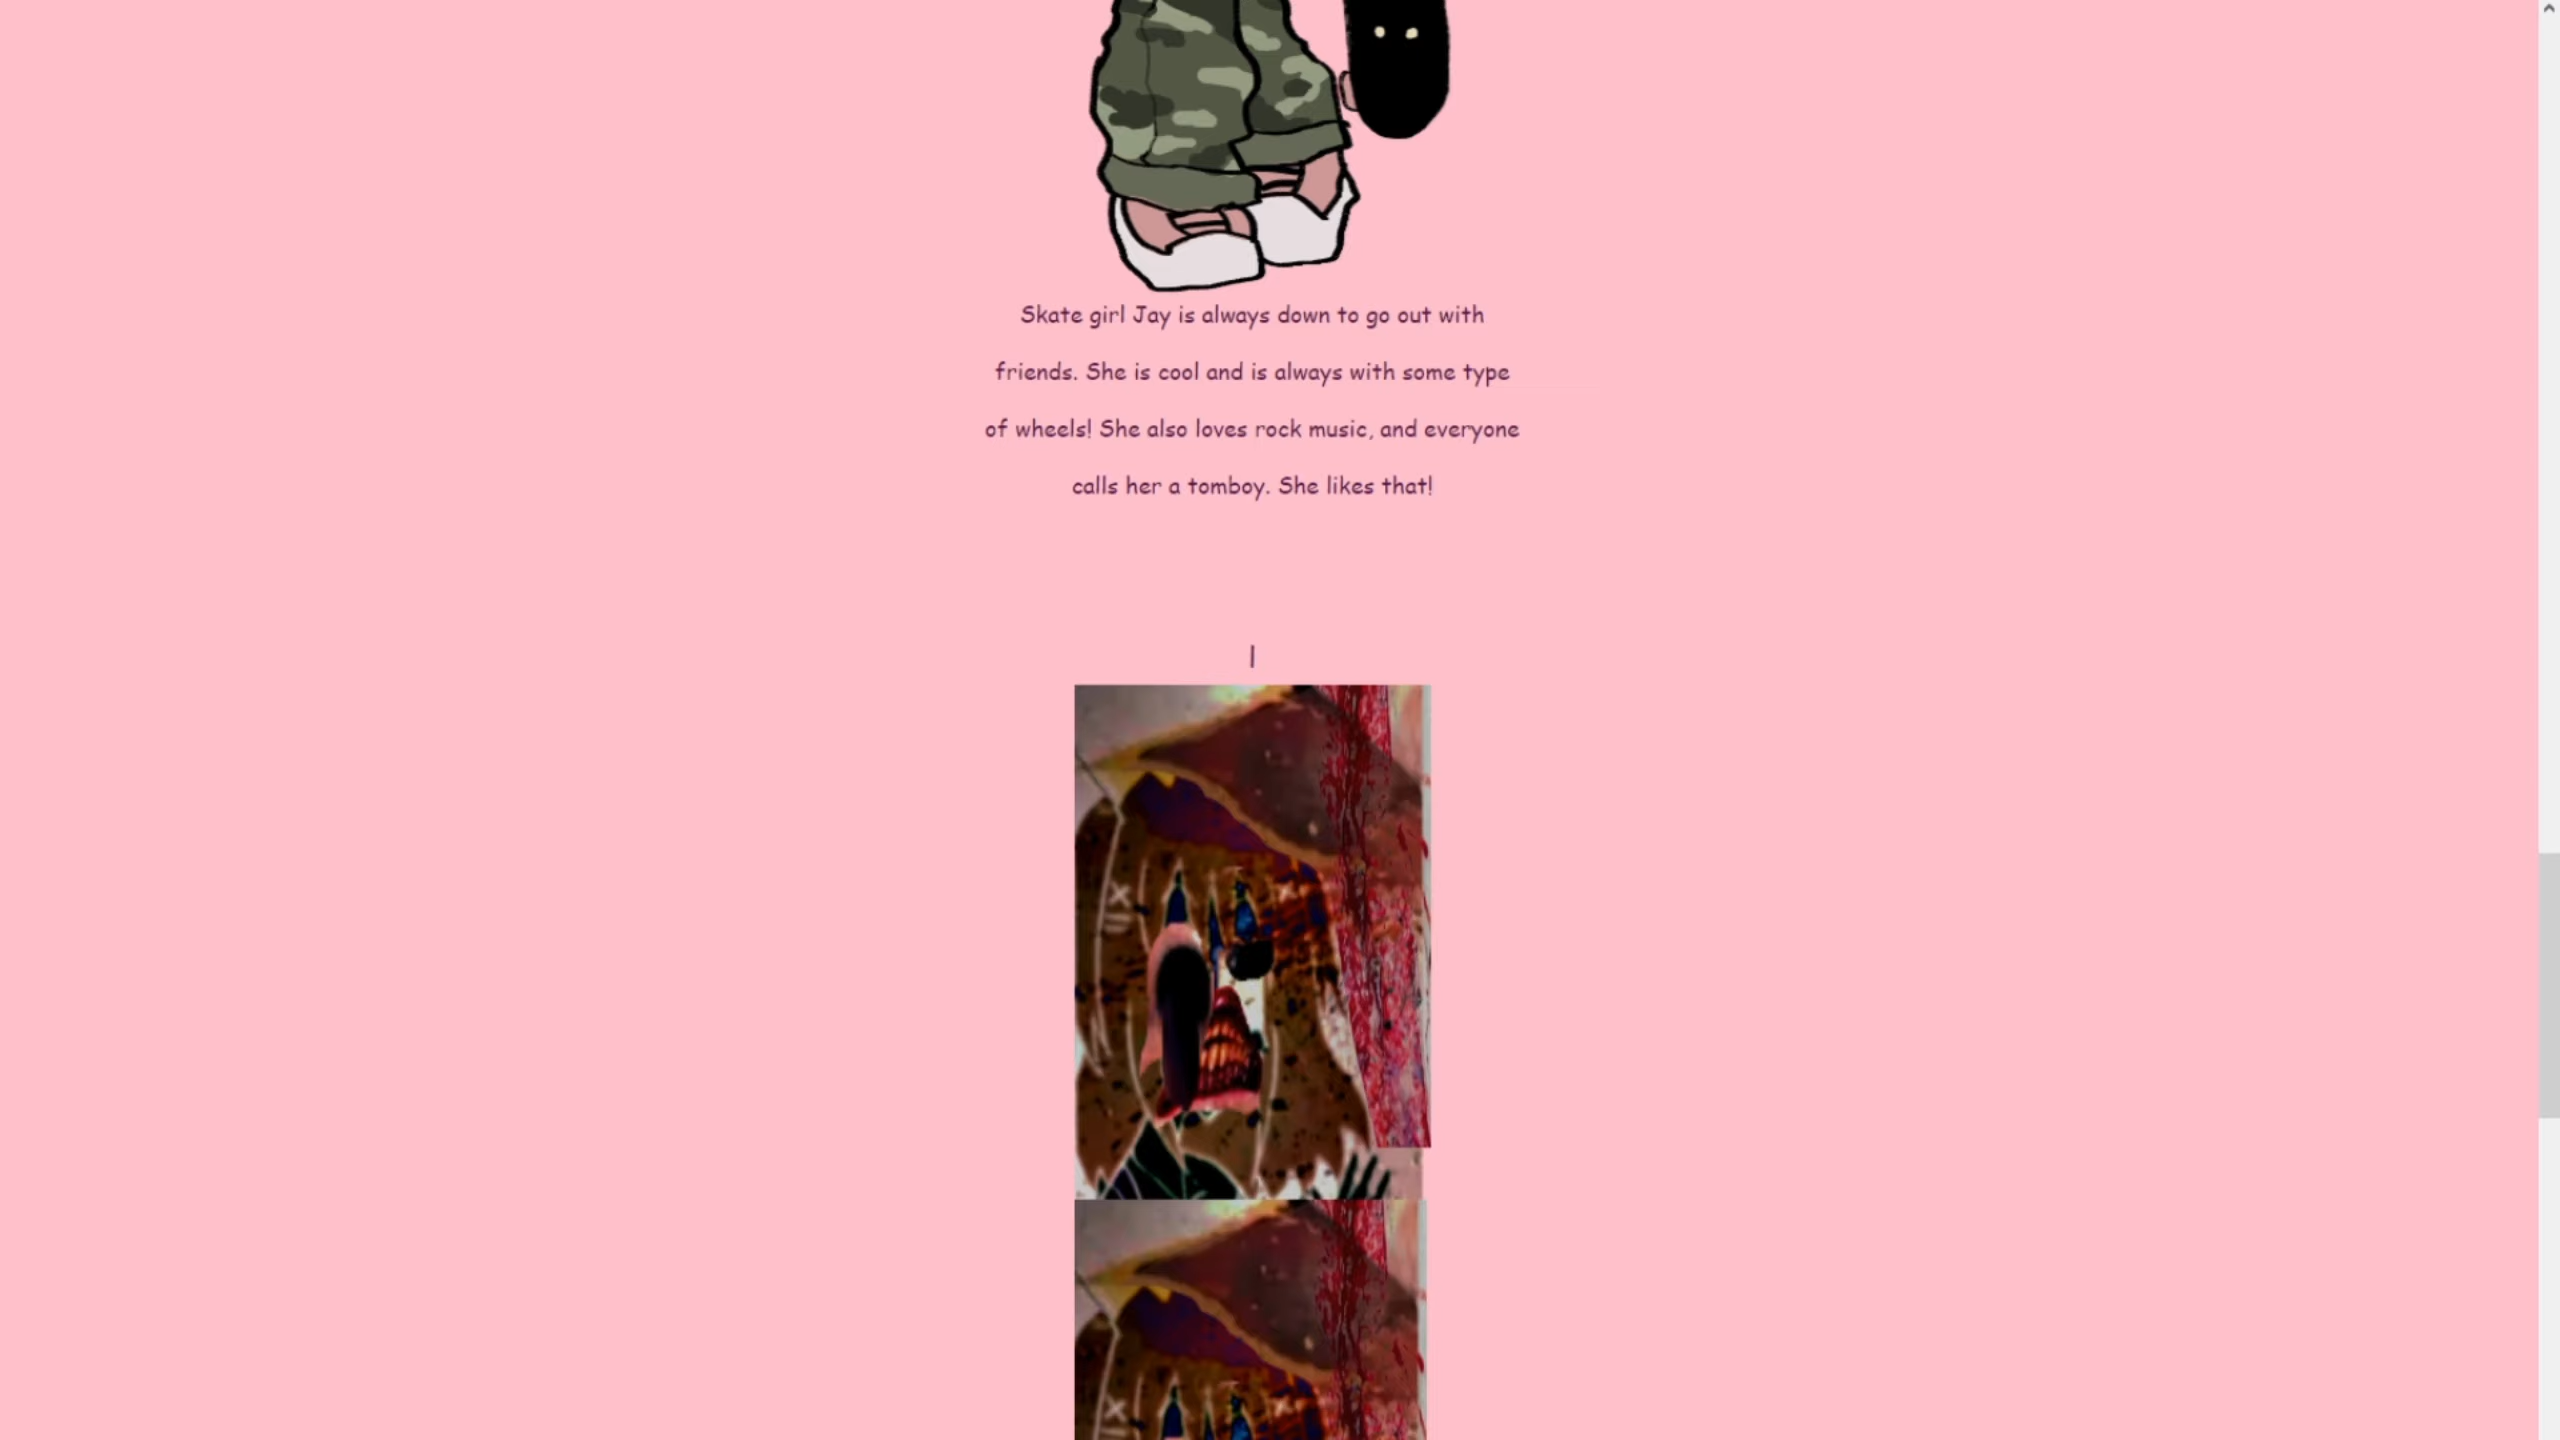 Skate girl Jay is always down to go out with
friends. She is cool and is always with some type
of wheels! She also loves rock music, and everyone
calls her a tomboy. She likes that!
I